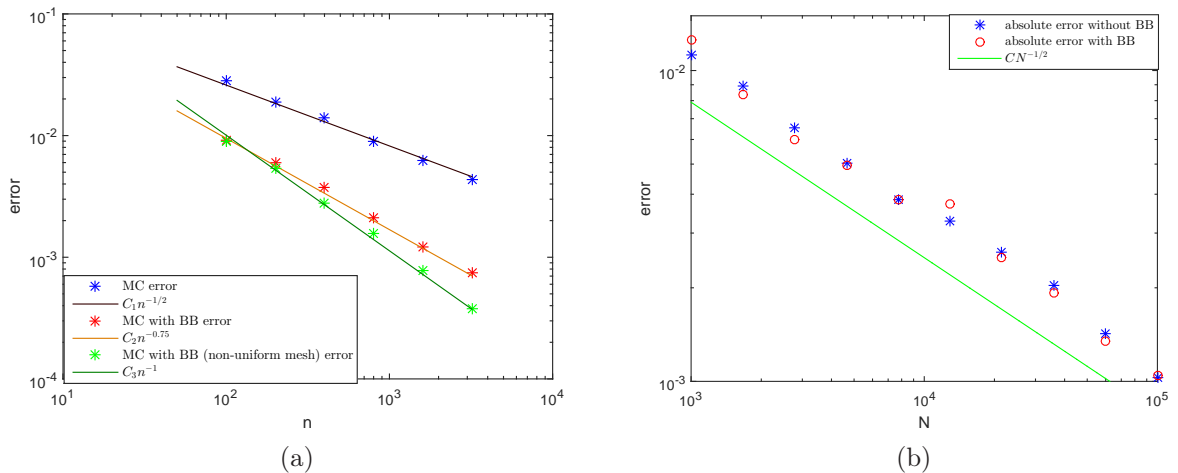 10^{-1}
10^{-2}
10^{-3}
10^{-4}
error
MC error
C_1n^{-1/2}
MC with BB error
C_2n^{-0.75}
MC with BB (non-uniform mesh) error
C_3n^{-1}
10^1
10^2
10^3
10^4
n
(a)
absolute error without BB
absolute error with BB
CN^{-1/2}
10^{-2}
10^{-3}
error
10^3
10^4
10^5
N
(b)